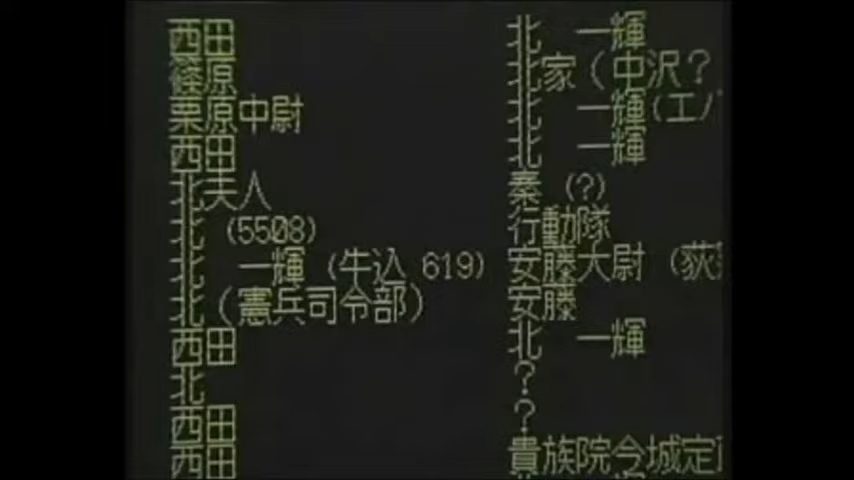 西田 北 一輝
篠原 北家(中沢?
栗原中尉 北 一輝(エ
西田 北 一輝
北夫人 秦 (?)
北 (5508) 行動隊
北 一輝 (牛込 619) 安藤大尉 (荻
北 (憲兵司令部) 安藤
西田 北 一輝
北 ?
西田 ?
西田 貴族院今城定